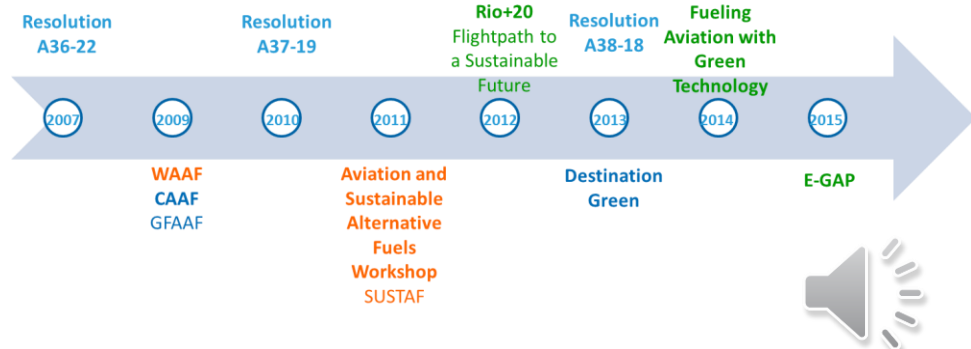 Resolution
A36-22
Resolution
A37-19
Rio+20
Flightpath to
a Sustainable
Future
Resolution
A38-18
Fueling
Aviation with
Green
Technology
2007
2009
2010
2011
2012
2013
2014
2015
WAAF
CAAF
GFAAF
Aviation and
Sustainable
Alternative
Fuels
Workshop
SUSTAF
Destination
Green
E-GAP